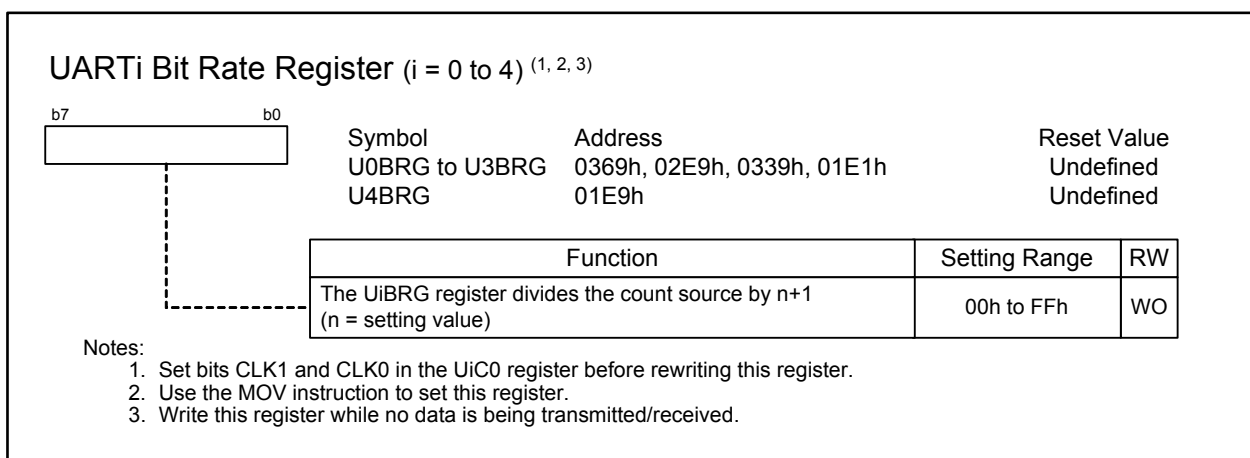 UARTi Bit Rate Register (i = 0 to 4) (1, 2, 3)
b7 b0
Symbol Address Reset Value
U0BRG to U3BRG 0369h, 02E9h, 0339h, 01E1h Undefined
U4BRG 01E9h Undefined
Function Setting Range RW
The UiBRG register divides the count source by n+1
(n = setting value) 00h to FFh WO
Notes:
1. Set bits CLK1 and CLK0 in the UiC0 register before rewriting this register.
2. Use the MOV instruction to set this register.
3. Write this register while no data is being transmitted/received.